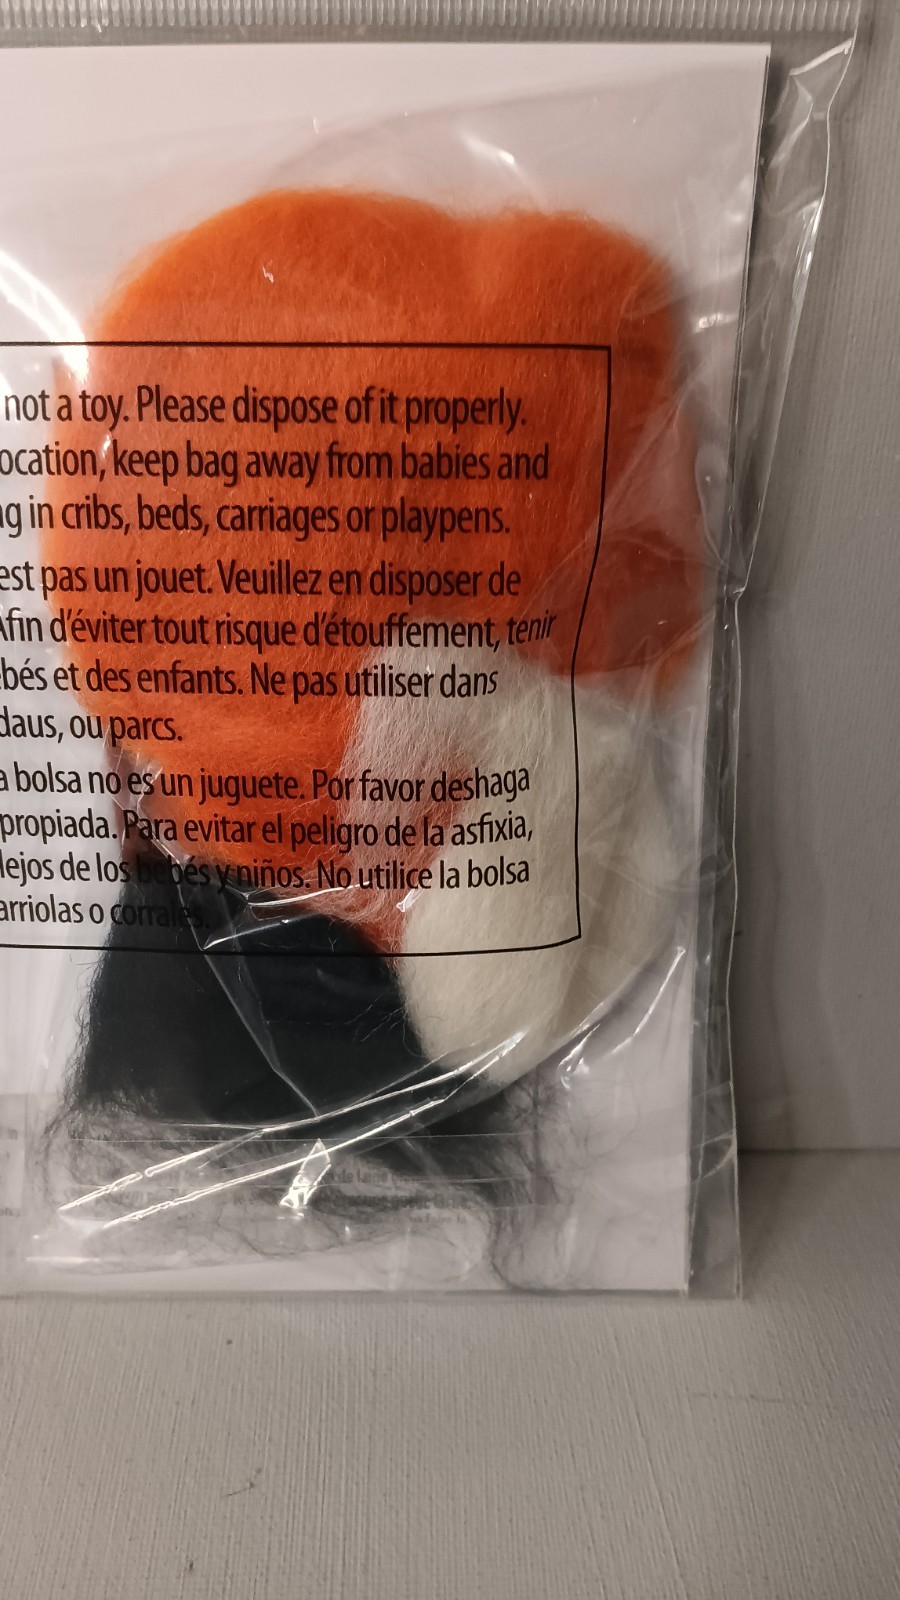 not a toy. Please dispose of it properly.
ocation, keep bag away from babies and
g in cribs, beds, carriages or playpens.
est pas un jouet. Veuillez en disposer de
Afin d'éviter tout risque d'étouffement, tenir
bés et des enfants. Ne pas utiliser dans
daus, ou parcs.
a bolsa no es un juguete. Por favor deshaga
propiada. Para evitar el peligro de la asfixia,
lejos de los bebés y niños. No utilice la bolsa
arriolas o corrales.